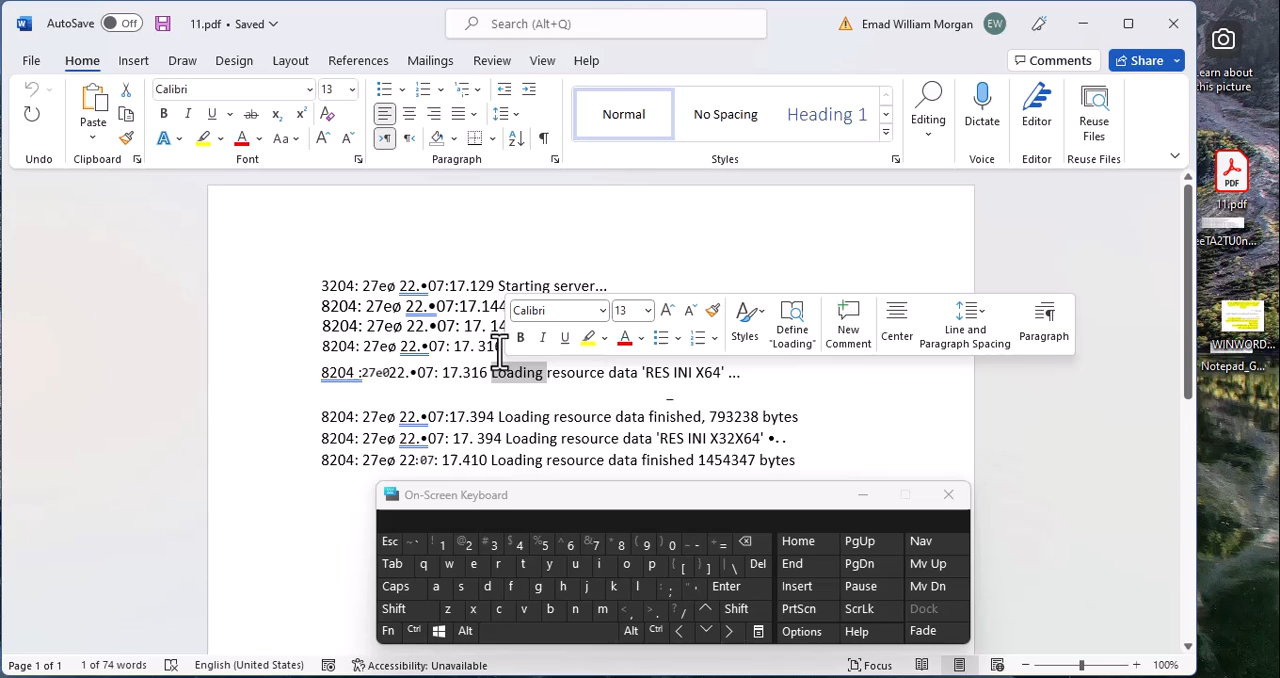 AutoSave Off 11.pdf • Saved Search (Alt+Q) Emad William Morgan EW
File Home Insert Draw Design Layout References Mailings Review View Help Comments Share
Learn about
this picture
Calibri 13
Paste
Normal No Spacing Heading 1
Editing Dictate Editor Reuse
Files
Undo Clipboard Font Paragraph Styles Voice Editor Reuse Files
PDF
11.pdf
eeTA2TU0n...
WINWORD...
Notepad_G...
3204: 27eø 22.•07:17.129 Starting server...
8204: 27eø 22.•07:17.144
8204: 27eø 22.•07: 17. 14
8204: 27eø 22.•07: 17. 316
8204 :27e022.•07: 17.316 Loading resource data 'RES INI X64' ...
–
8204: 27eø 22.•07:17.394 Loading resource data finished, 793238 bytes
8204: 27eø 22.•07: 17. 394 Loading resource data 'RES INI X32X64' •. .
8204: 27eø 22:07: 17.410 Loading resource data finished 1454347 bytes
Calibri 13
Styles Define
"Loading" New
Comment Center Line and
Paragraph Spacing Paragraph
On-Screen Keyboard
Esc ~ ` ! 1 @ 2 # 3 $ 4 % 5 ^ 6 & 7 * 8 ( 9 ) 0 _ - + = Home PgUp Nav
Tab q w e r t y u i o p { [ } ] | \ Del End PgDn Mv Up
Caps a s d f g h j k l : ; " ' Enter Insert Pause Mv Dn
Shift z x c v b n m < , > . ? / Shift PrtScn ScrLk Dock
Fn Ctrl Alt Alt Ctrl Options Help Fade
Page 1 of 1 1 of 74 words English (United States) Accessibility: Unavailable Focus 100%